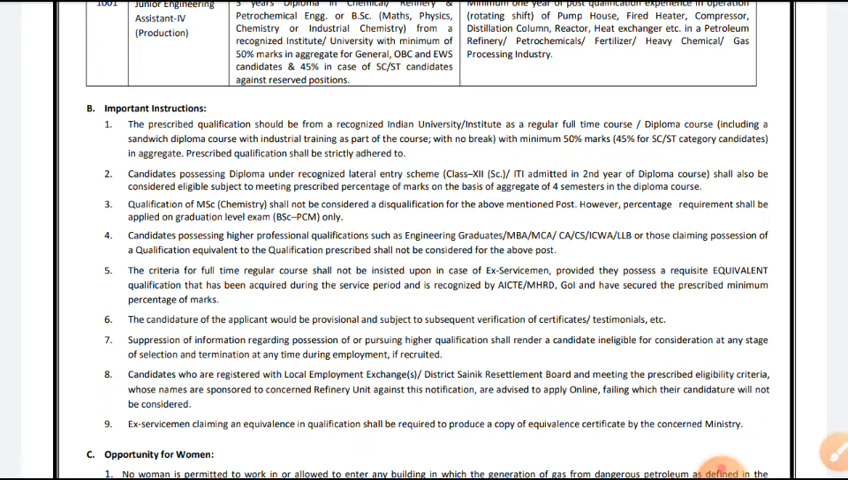 1001
Junior Engineering
Assistant-IV
(Production)
3 years Diploma in Chemical/ Refinery &
Petrochemical Engg. or B.Sc. (Maths, Physics,
Chemistry or Industrial Chemistry) from a
recognized Institute/ University with minimum of
50% marks in aggregate for General, OBC and EWS
candidates & 45% in case of SC/ST candidates
against reserved positions.
Minimum one year of post qualification experience in operation
(rotating shift) of Pump House, Fired Heater, Compressor,
Distillation Column, Reactor, Heat exchanger etc. in a Petroleum
Refinery/ Petrochemicals/ Fertilizer/ Heavy Chemical/ Gas
Processing Industry.
B. Important Instructions:
1. The prescribed qualification should be from a recognized Indian University/Institute as a regular full time course / Diploma course (including a
sandwich diploma course with industrial training as part of the course; with no break) with minimum 50% marks (45% for SC/ST category candidates)
in aggregate. Prescribed qualification shall be strictly adhered to.
2. Candidates possessing Diploma under recognized lateral entry scheme (Class–XII (Sc.)/ ITI admitted in 2nd year of Diploma course) shall also be
considered eligible subject to meeting prescribed percentage of marks on the basis of aggregate of 4 semesters in the diploma course.
3. Qualification of MSc (Chemistry) shall not be considered a disqualification for the above mentioned Post. However, percentage requirement shall be
applied on graduation level exam (BSc–PCM) only.
4. Candidates possessing higher professional qualifications such as Engineering Graduates/MBA/MCA/ CA/CS/ICWA/LLB or those claiming possession of
a Qualification equivalent to the Qualification prescribed shall not be considered for the above post.
5. The criteria for full time regular course shall not be insisted upon in case of Ex-Servicemen, provided they possess a requisite EQUIVALENT
qualification that has been acquired during the service period and is recognized by AICTE/MHRD, GoI and have secured the prescribed minimum
percentage of marks.
6. The candidature of the applicant would be provisional and subject to subsequent verification of certificates/ testimonials, etc.
7. Suppression of information regarding possession of or pursuing higher qualification shall render a candidate ineligible for consideration at any stage
of selection and termination at any time during employment, if recruited.
8. Candidates who are registered with Local Employment Exchange(s)/ District Sainik Resettlement Board and meeting the prescribed eligibility criteria,
whose names are sponsored to concerned Refinery Unit against this notification, are advised to apply Online, failing which their candidature will not
be considered.
9. Ex-servicemen claiming an equivalence in qualification shall be required to produce a copy of equivalence certificate by the concerned Ministry.
C. Opportunity for Women:
1. No woman is permitted to work in or allowed to enter any building in which the generation of gas from dangerous petroleum as defined in the